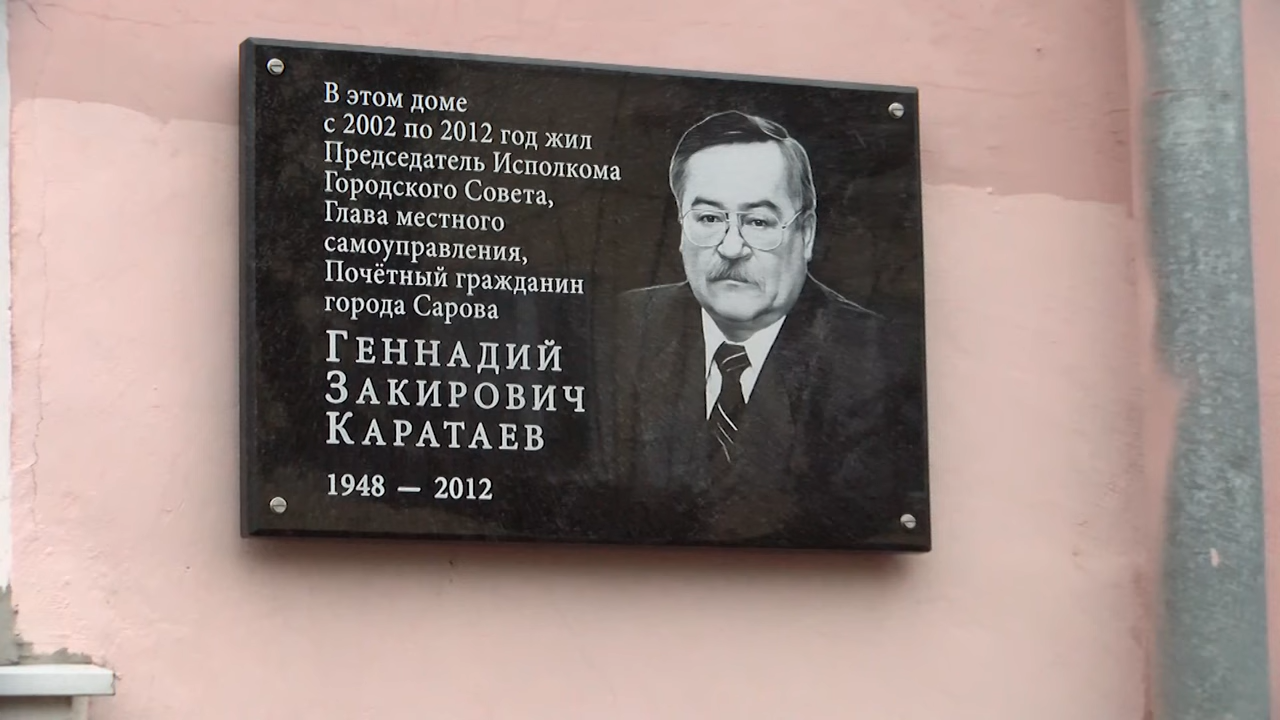 В этом доме
с 2002 по 2012 год жил
Председатель Исполкома
Городского Совета,
Глава местного
самоуправления,
Почётный гражданин
города Сарова
ГЕННАДИЙ
ЗАКИРОВИЧ
КАРАТАЕВ
1948 — 2012